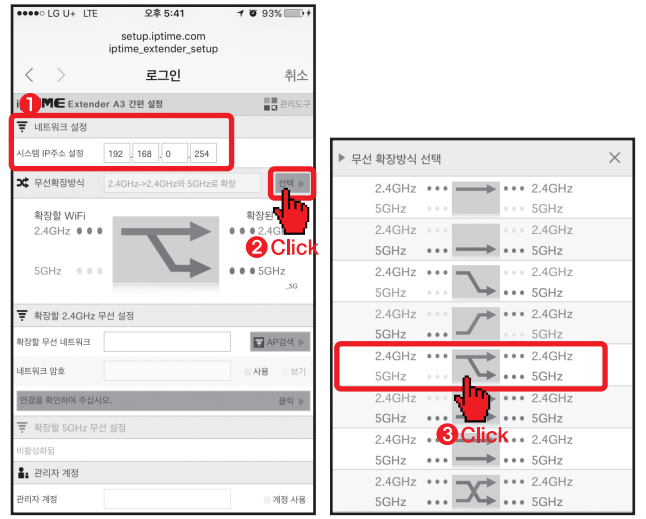 LG U+ LTE 오후 5:41 93%
setup.iptime.com
iptime_extender_setup
로그인 취소
Extender A3 간편 설정 관리도구
1
네트워크 설정
시스템 IP주소 설정 192 . 168 . 0 . 254
무선확장방식 2.4GHz->2.4GHz와 5GHz로 확장 선택
확장할 WiFi 확장된
2.4GHz 2.4G
2 Click
5GHz 5GHz
_5G
확장할 2.4GHz 무선 설정
확장할 무선 네트워크 AP검색
네트워크 암호 사용 보기
연결을 확인하여 주십시오. 클릭
확장할 5GHz 무선 설정
비활성화됨
관리자 계정
관리자 계정 계정 사용
무선 확장방식 선택
2.4GHz 2.4GHz
5GHz 5GHz
2.4GHz 2.4GHz
5GHz 5GHz
2.4GHz 2.4GHz
5GHz 5GHz
2.4GHz 2.4GHz
5GHz 5GHz
2.4GHz 2.4GHz
5GHz 5GHz
2.4GHz 2.4GHz
5GHz 5GHz
3 Click
2.4GHz 2.4GHz
5GHz 5GHz
2.4GHz 2.4GHz
5GHz 5GHz